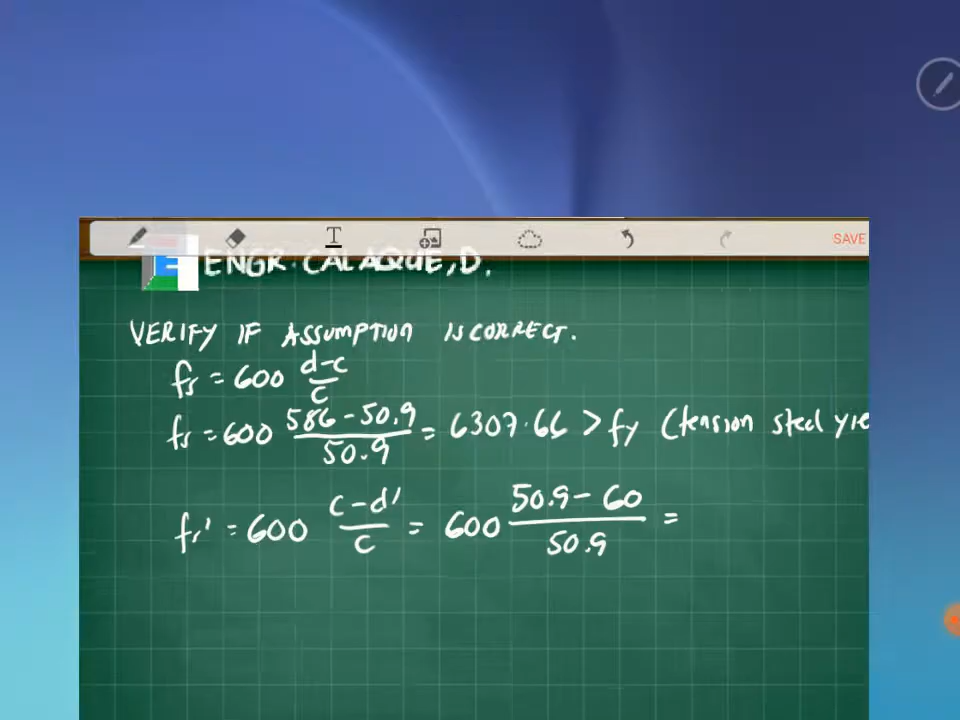 T
SAVE
E
ENGR. CALAQUE, D.
VERIFY IF ASSUMPTION IS CORRECT.
fs = 600 d-c / c
fs = 600 586 - 50.9 / 50.9 = 6307.66 > fy (tension steel yie
fs' = 600 c - d' / c = 600 50.9 - 60 / 50.9 =